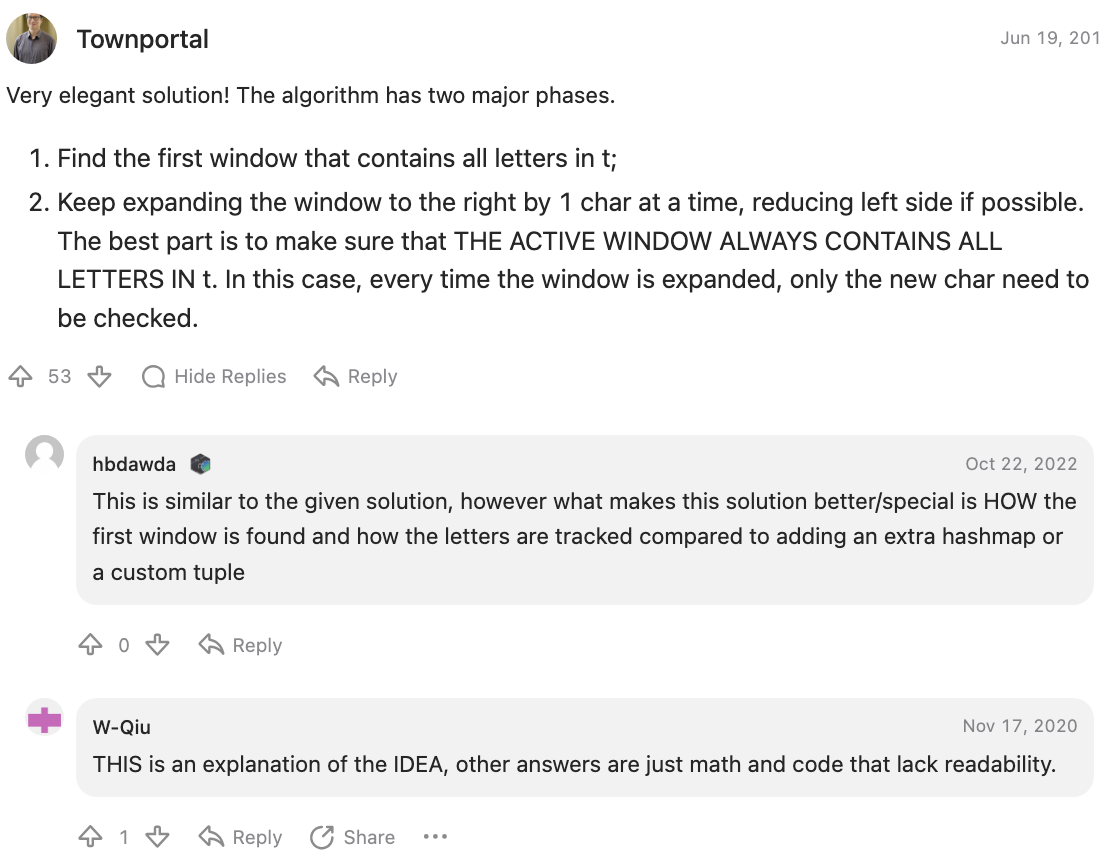 Townportal
Jun 19, 201
Very elegant solution! The algorithm has two major phases.
1. Find the first window that contains all letters in t;
2. Keep expanding the window to the right by 1 char at a time, reducing left side if possible.
The best part is to make sure that THE ACTIVE WINDOW ALWAYS CONTAINS ALL
LETTERS IN t. In this case, every time the window is expanded, only the new char need to
be checked.
53 Hide Replies Reply
hbdawda
Oct 22, 2022
This is similar to the given solution, however what makes this solution better/special is HOW the
first window is found and how the letters are tracked compared to adding an extra hashmap or
a custom tuple
0 Reply
W-Qiu
Nov 17, 2020
THIS is an explanation of the IDEA, other answers are just math and code that lack readability.
1 Reply Share